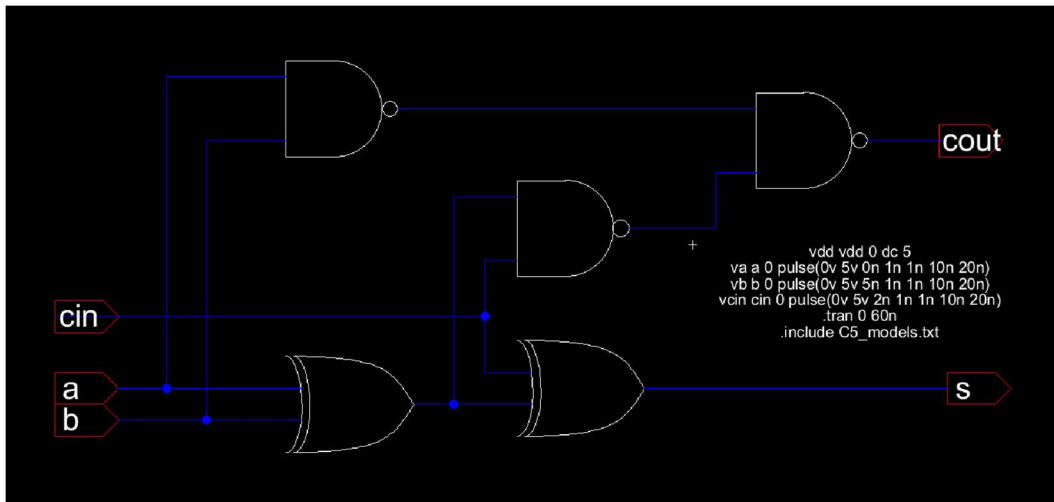 cout
vdd vdd 0 dc 5
va a 0 pulse(0v 5v 0n 1n 1n 10n 20n)
vb b 0 pulse(0v 5v 5n 1n 1n 10n 20n)
vcin cin 0 pulse(0v 5v 2n 1n 1n 10n 20n)
.tran 0 60n
.include C5_models.txt
cin
a
b
s